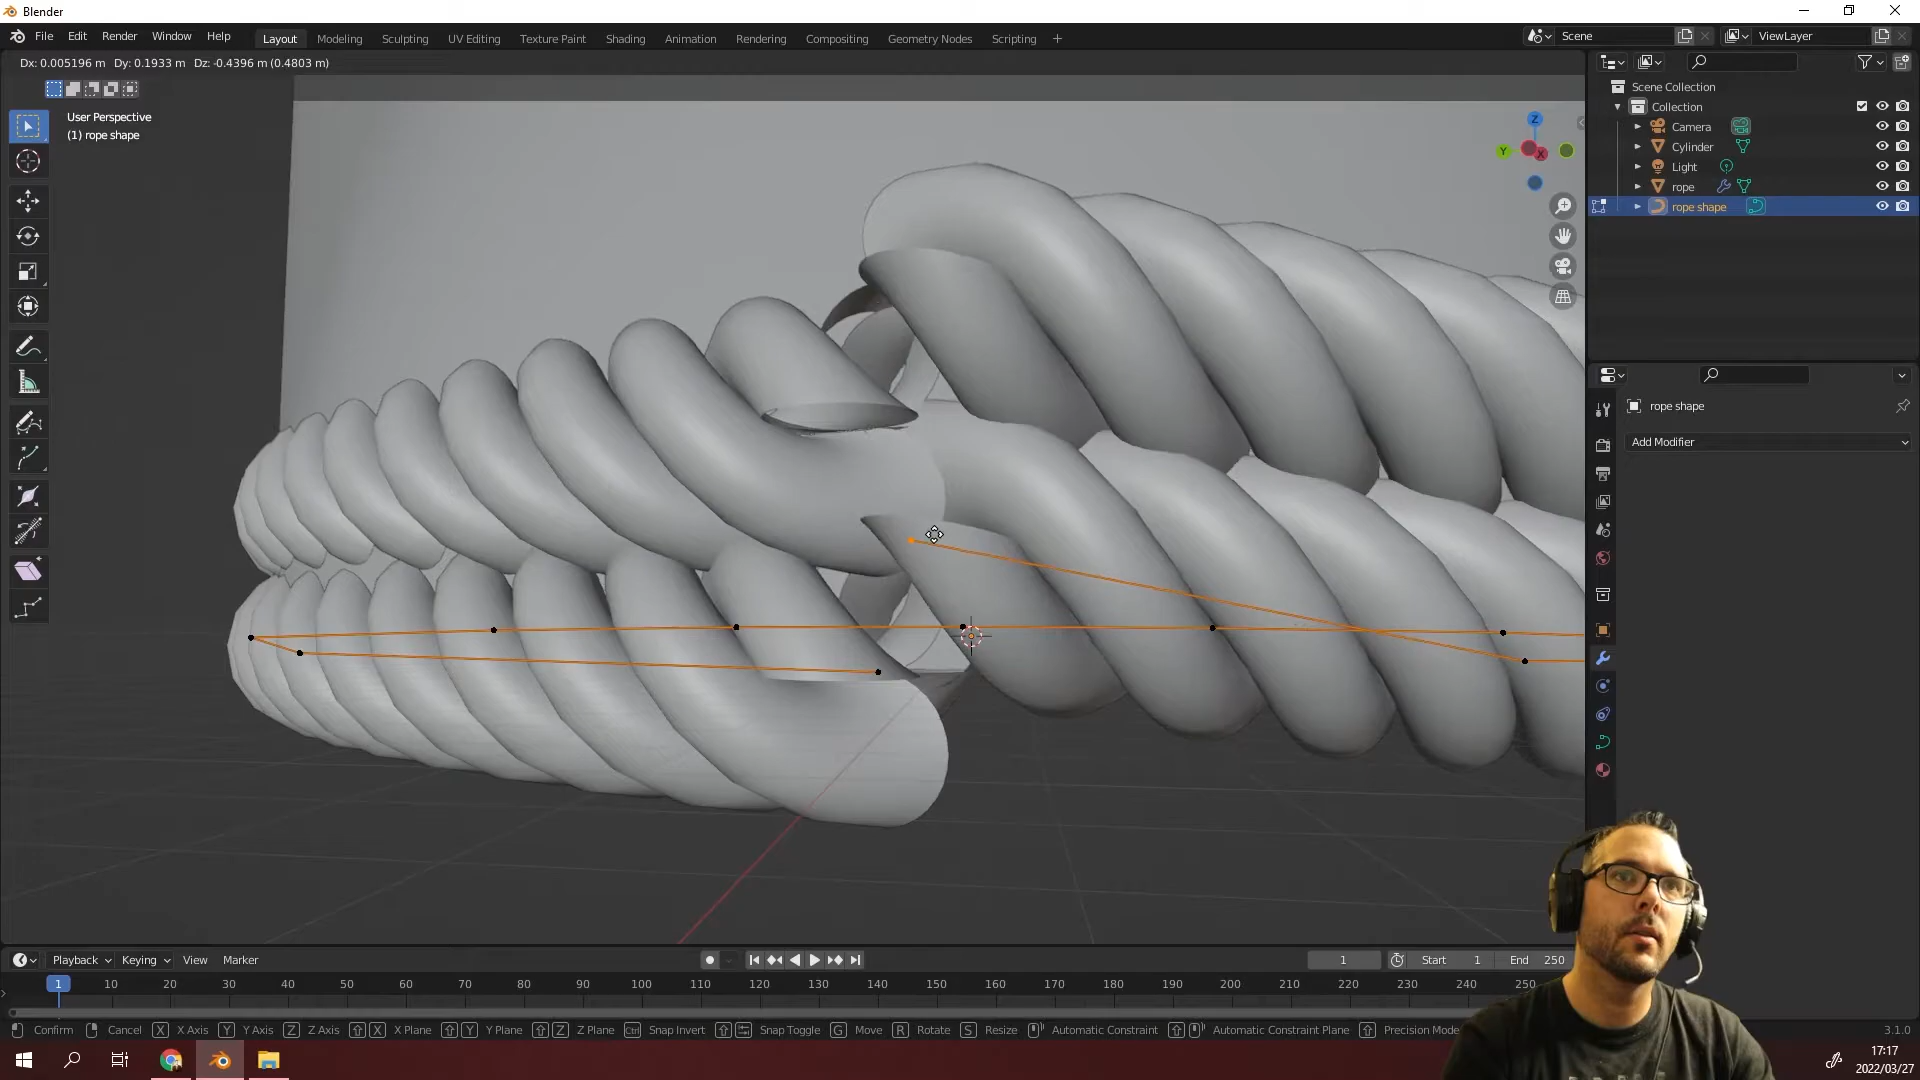 Blender
File Edit Render Window Help Layout Modeling Sculpting UV Editing Texture Paint Shading Animation Rendering Compositing Geometry Nodes Scripting + Scene ViewLayer
Dx: 0.005196 m Dy: 0.1933 m Dz: -0.4396 m (0.4803 m)
Scene Collection
Collection
User Perspective
(1) rope shape
Camera
Cylinder
Light
rope
rope shape
Z
Y
X
rope shape
Add Modifier
Playback Keying View Marker 1 Start 1 End 250
1 10 20 30 40 50 60 70 80 90 100 110 120 130 140 150 160 170 180 190 200 210 220 230 240 250
Confirm Cancel X X Axis Y Y Axis Z Z Axis X X Plane Y Y Plane Z Z Plane Ctrl Snap Invert Snap Toggle G Move R Rotate S Resize Automatic Constraint Automatic Constraint Plane Precision Mode 3.1.0
17:17
2022/03/27